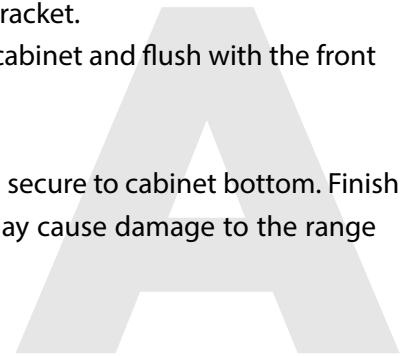 racket.
cabinet and flush with the front
secure to cabinet bottom. Finish
ay cause damage to the range
A